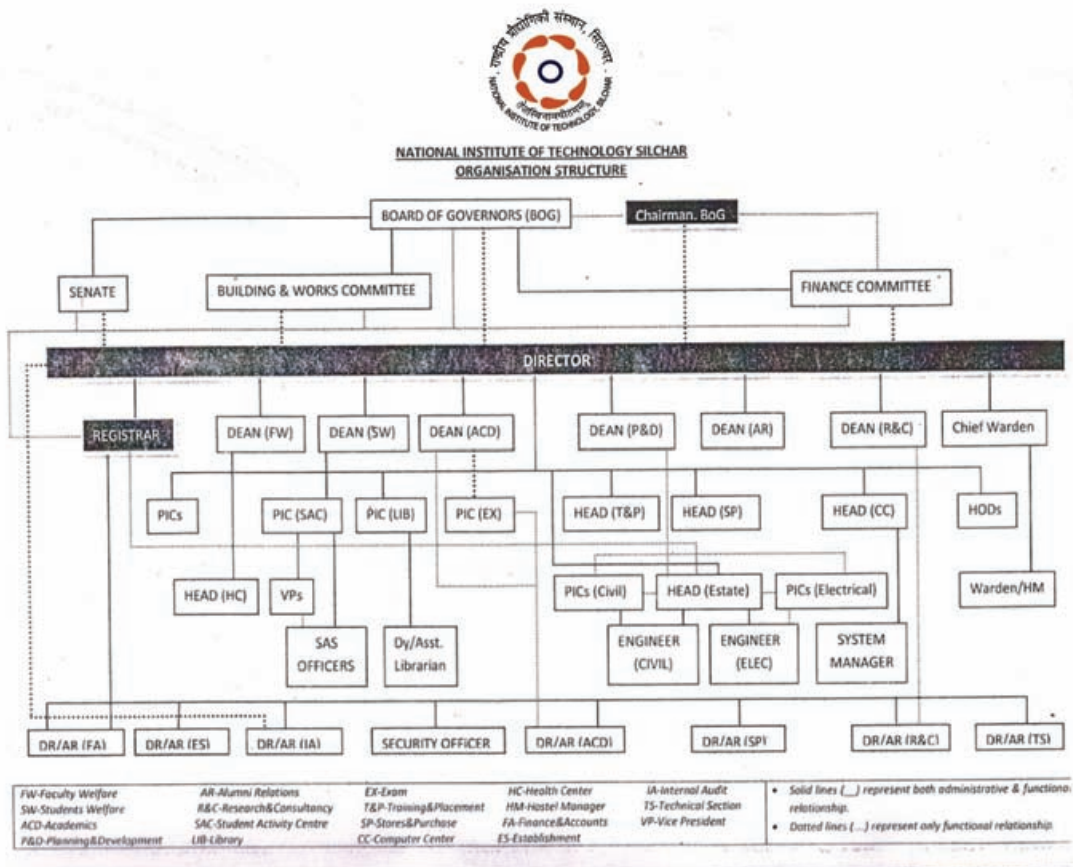 राष्ट्रीय प्रौद्योगिकी संस्थान, सिलचर
NATIONAL INSTITUTE OF TECHNOLOGY, SILCHAR
NATIONAL INSTITUTE OF TECHNOLOGY SILCHAR
ORGANISATION STRUCTURE
BOARD OF GOVERNORS (BOG)
Chairman. BoG
SENATE
BUILDING & WORKS COMMITTEE
FINANCE COMMITTEE
DIRECTOR
REGISTRAR
DEAN (FW)
DEAN (SW)
DEAN (ACD)
DEAN (P&D)
DEAN (AR)
DEAN (R&C)
Chief Warden
PICs
PIC (SAC)
PIC (LIB)
PIC (EX)
HEAD (T&P)
HEAD (SP)
HEAD (CC)
HODs
HEAD (HC)
VPs
PICs (Civil)
HEAD (Estate)
PICs (Electrical)
Warden/HM
SAS
OFFICERS
Dy/Asst.
Librarian
ENGINEER
(CIVIL)
ENGINEER
(ELEC)
SYSTEM
MANAGER
DR/AR (FA)
DR/AR (ES)
DR/AR (IA)
SECURITY OFFICER
DR/AR (ACD)
DR/AR (SP)
DR/AR (R&C)
DR/AR (TS)
FW-Faculty Welfare
SW-Students Welfare
ACD-Academics
P&D-Planning&Development
AR-Alumni Relations
R&C-Research&Consultancy
SAC-Student Activity Centre
LIB-Library
EX-Exam
T&P-Training&Placement
SP-Stores&Purchase
CC-Computer Center
HC-Health Center
HM-Hostel Manager
FA-Finance&Accounts
ES-Establishment
IA-Internal Audit
TS-Technical Section
VP-Vice President
• Solid lines (__) represent both administrative & functiona
relationship.
• Dotted lines (...) represent only functional relationship